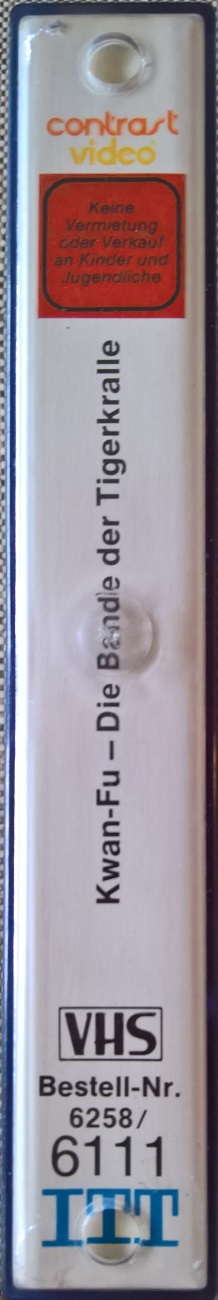 contrast
video
Keine
Vermietung
oder Verkauf
an Kinder und
Jugendliche
Kwan-Fu – Die Bande der Tigerkralle
VHS
Bestell-Nr.
6258/
6111
ITT